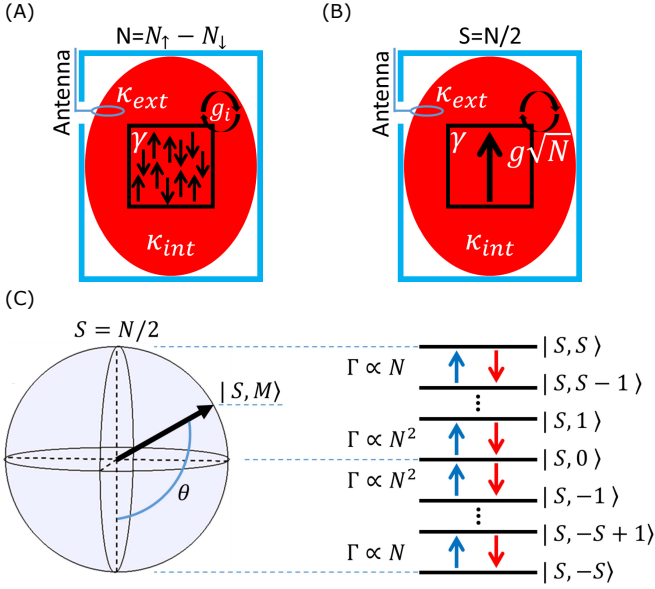 (A)
N=N↑ − N↓
Antenna
κext
gi
γ
κint
(B)
S=N/2
Antenna
κext
γ
g√N
κint
(C)
S = N/2
| S, M⟩
θ
Γ ∝ N
Γ ∝ N²
Γ ∝ N²
Γ ∝ N
| S, S ⟩
| S, S − 1 ⟩
| S, 1 ⟩
| S, 0 ⟩
| S, −1 ⟩
| S, −S + 1⟩
| S, −S⟩